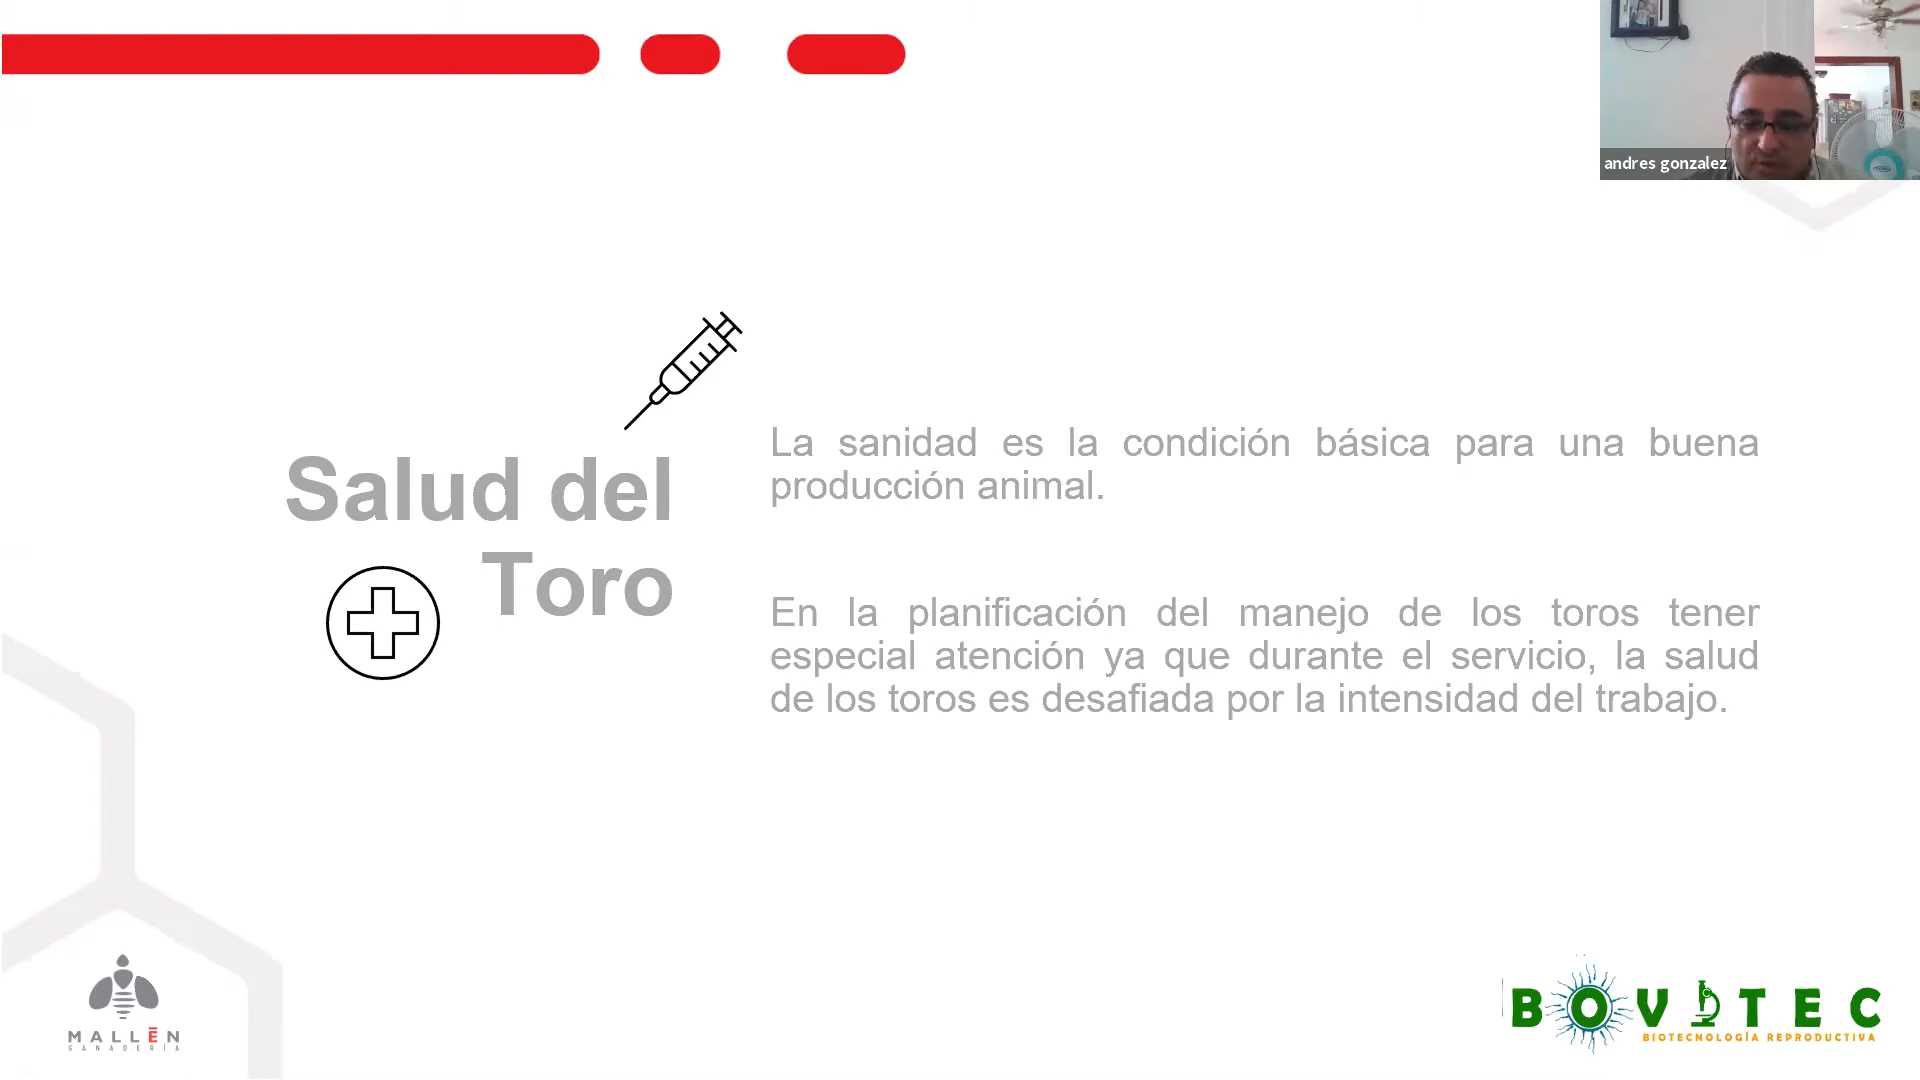 andres gonzalez
Salud del
Toro
La sanidad es la condición básica para una buena
producción animal.
En la planificación del manejo de los toros tener
especial atención ya que durante el servicio, la salud
de los toros es desafiada por la intensidad del trabajo.
MALLĒN
GANADERÍA
BOVITEC
BIOTECNOLOGÍA REPRODUCTIVA